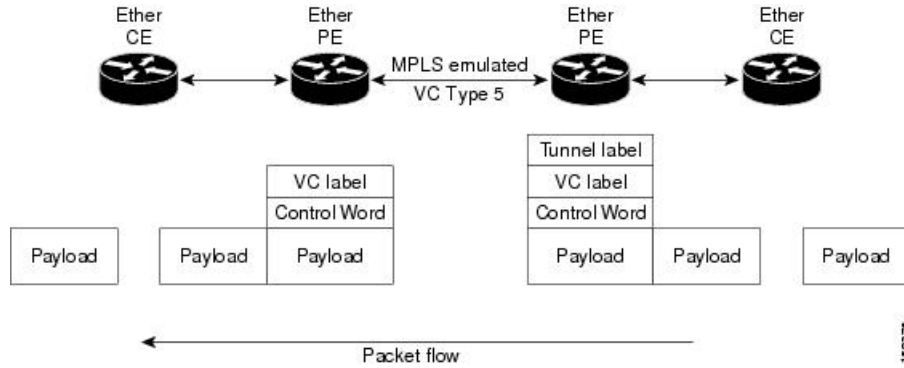 Ether CE
Ether PE
Ether PE
Ether CE
MPLS emulated
VC Type 5
Tunnel label
VC label
VC label
Control Word
Control Word
Payload
Payload
Payload
Payload
Payload
Payload
Packet flow